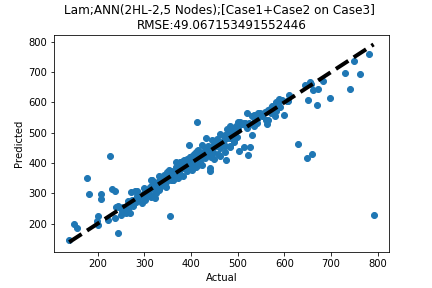 Lam;ANN(2HL-2,5 Nodes);[Case1+Case2 on Case3]
RMSE:49.067153491552446
800
700
600
500
400
300
200
Predicted
200 300 400 500 600 700 800
Actual